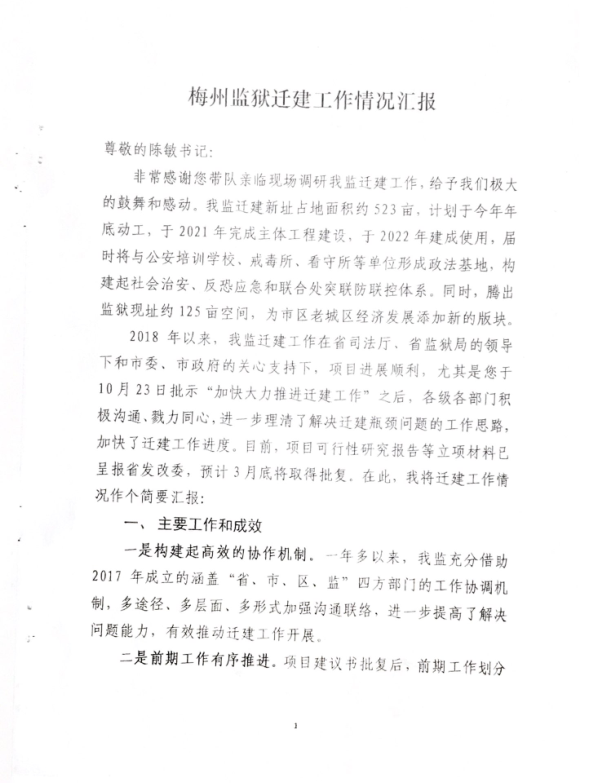 梅州监狱迁建工作情况汇报
尊敬的陈敏书记：
非常感谢您带队亲临现场调研我监迁建工作，给予我们极大
的鼓舞和感动。我监迁建新址占地面积约523亩，计划于今年年
底动工，于2021年完成主体工程建设，于2022年建成使用，届
时将与公安培训学校、戒毒所、看守所等单位形成政法基地，构
建起社会治安、反恐应急和联合处突联防联控体系。同时，腾出
监狱现址约125亩空间，为市区老城区经济发展添加新的版块。
2018年以来，我监迁建工作在省司法厅、省监狱局的领导
下和市委、市政府的关心支持下，项目进展顺利，尤其是您于
10月23日批示“加快大力推进迁建工作”之后，各级各部门积
极沟通、戮力同心，进一步理清了解决迁建瓶颈问题的工作思路，
加快了迁建工作进度。目前，项目可行性研究报告等立项材料已
呈报省发改委，预计3月底将取得批复。在此，我将迁建工作情
况作个简要汇报：
一、主要工作和成效
一是构建起高效的协作机制。一年多以来，我监充分借助
2017年成立的涵盖“省、市、区、监”四方部门的工作协调机
制，多途径、多层面、多形式加强沟通联络，进一步提高了解决
问题能力，有效推动迁建工作开展。
二是前期工作有序推进。项目建议书批复后，前期工作划分
1